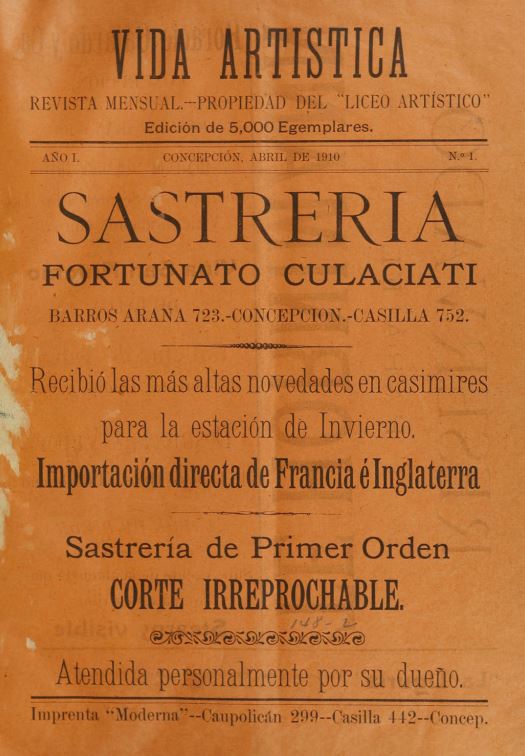 VIDA ARTISTICA
REVISTA MENSUAL.--PROPIEDAD DEL "LICEO ARTÍSTICO"
Edición de 5,000 Egemplares.
AÑO I. CONCEPCIÓN, ABRIL DE 1910 N.º 1.
SASTRERIA
FORTUNATO CULACIATI
BARROS ARANA 723.-CONCEPCION.-CASILLA 752.
Recibió las más altas novedades en casimires
para la estación de Invierno.
Importación directa de Francia é Inglaterra
Sastrería de Primer Orden
CORTE IRREPROCHABLE.
148-2
Atendida personalmente por su dueño.
Imprenta "Moderna"--Caupolicán 299--Casilla 442--Concep.